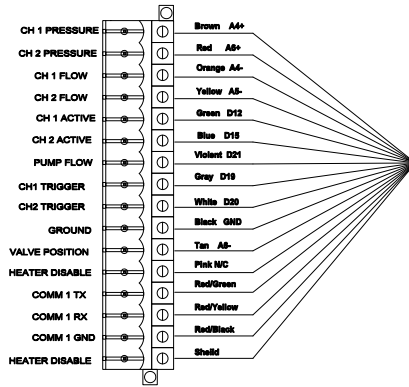 CH 1 PRESSURE Brown A4+
CH 2 PRESSURE Red A6+
CH 1 FLOW Orange A4-
CH 2 FLOW Yellow A5-
CH 1 ACTIVE Green D12
CH 2 ACTIVE Blue D15
PUMP FLOW Violent D21
CH1 TRIGGER Gray D19
CH2 TRIGGER White D20
GROUND Black GND
VALVE POSITION Tan A6-
HEATER DISABLE Pink N/C
COMM 1 TX Red/Green
COMM 1 RX Red/Yellow
COMM 1 GND Red/Black
HEATER DISABLE Sheild